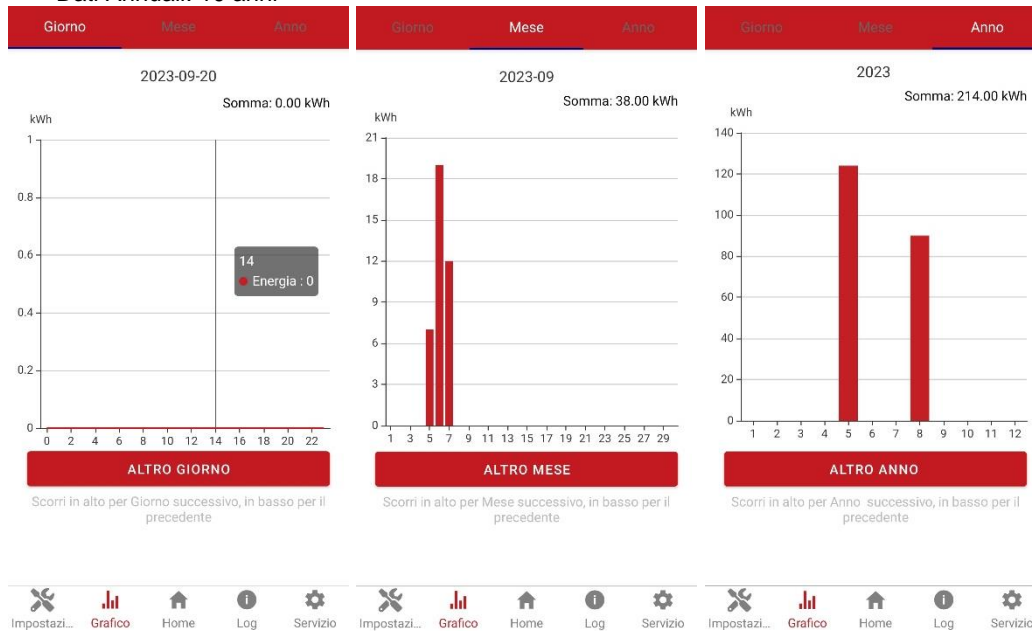 Dati Annuali: 10 anni
Giorno Mese Anno
2023-09-20
Somma: 0.00 kWh
kWh
1
0.8
0.6
0.4
0.2
0
14
Energia : 0
0 2 4 6 8 10 12 14 16 18 20 22
ALTRO GIORNO
Scorri in alto per Giorno successivo, in basso per il
precedente
Impostazi... Grafico Home Log Servizio
Giorno Mese Anno
2023-09
Somma: 38.00 kWh
kWh
21
18
15
12
9
6
3
0
1 3 5 7 9 11 13 15 17 19 21 23 25 27 29
ALTRO MESE
Scorri in alto per Mese successivo, in basso per il
precedente
Impostazi... Grafico Home Log Servizio
Giorno Mese Anno
2023
Somma: 214.00 kWh
kWh
140
120
100
80
60
40
20
0
1 2 3 4 5 6 7 8 9 10 11 12
ALTRO ANNO
Scorri in alto per Anno successivo, in basso per il
precedente
Impostazi... Grafico Home Log Servizio